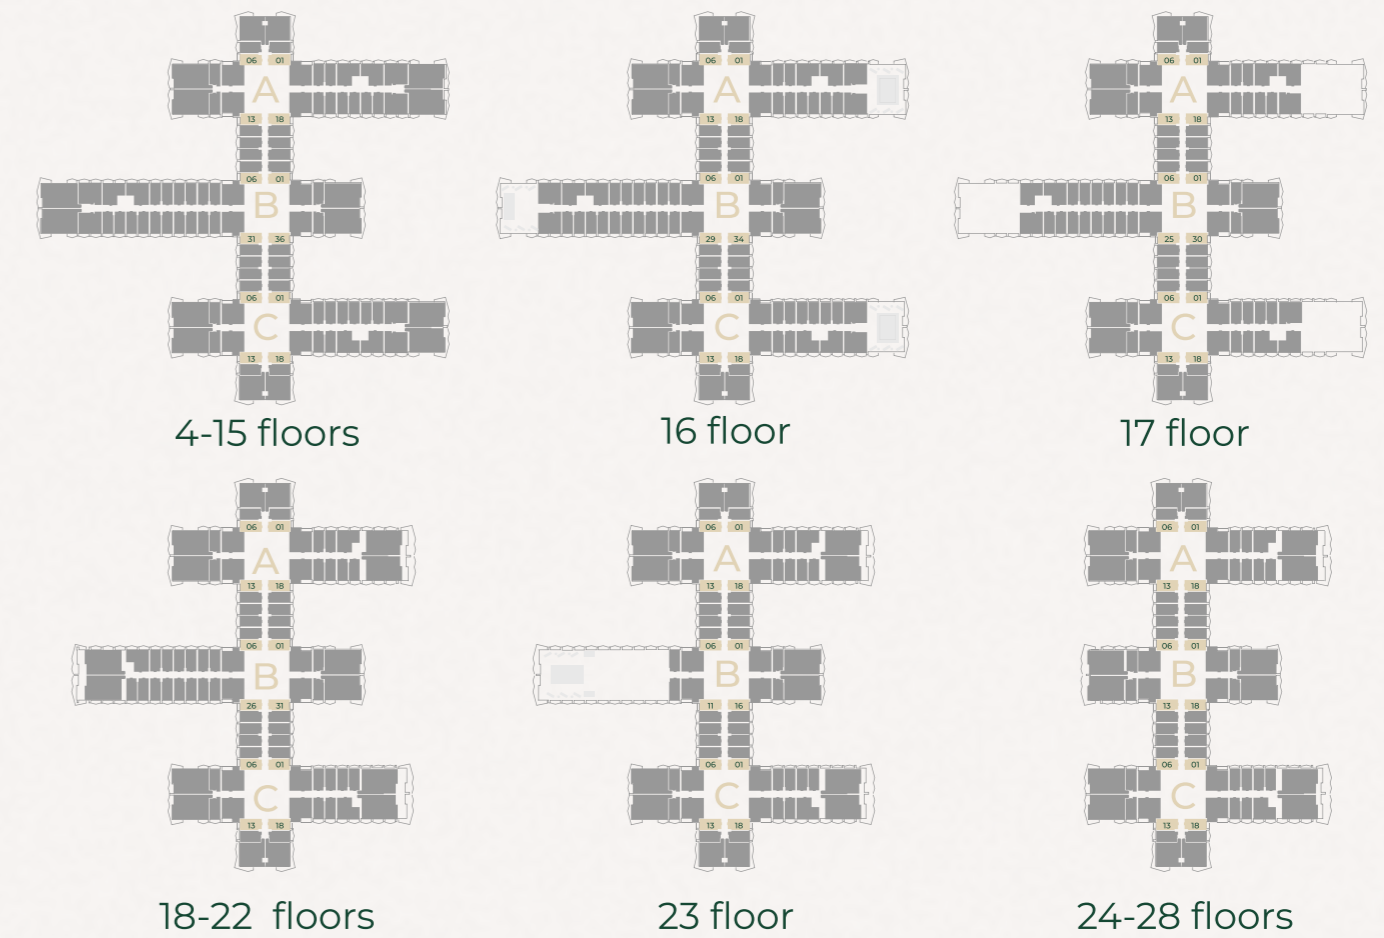 06 01 06 01 06 01
A A A
13 18 13 18 13 18
06 01 06 01 06 01
B B B
31 36 29 34 25 30
06 01 06 01 06 01
C C C
13 18 13 18 13 18
4-15 floors 16 floor 17 floor
06 01 06 01 06 01
A A A
13 18 13 18 13 18
06 01 06 01 06 01
B B B
26 31 11 16 13 18
06 01 06 01 06 01
C C C
13 18 13 18 13 18
18-22 floors 23 floor 24-28 floors